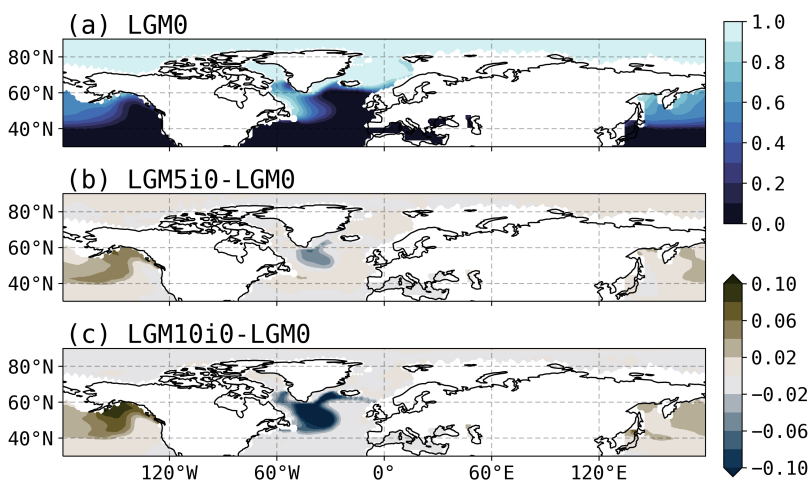 (a) LGM0
80°N
60°N
40°N
1.0
0.8
0.6
0.4
0.2
0.0
(b) LGM5i0-LGM0
80°N
60°N
40°N
(c) LGM10i0-LGM0
80°N
60°N
40°N
0.10
0.06
0.02
−0.02
−0.06
−0.10
120°W 60°W 0° 60°E 120°E